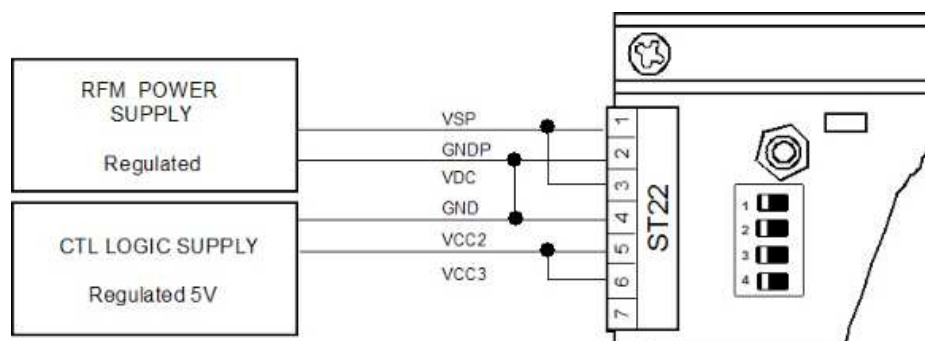 RFM POWER
SUPPLY
Regulated
CTL LOGIC SUPPLY
Regulated 5V
VSP
GNDP
VDC
GND
VCC2
VCC3
1
2
3
4
5
6
7
ST22
1
2
3
4